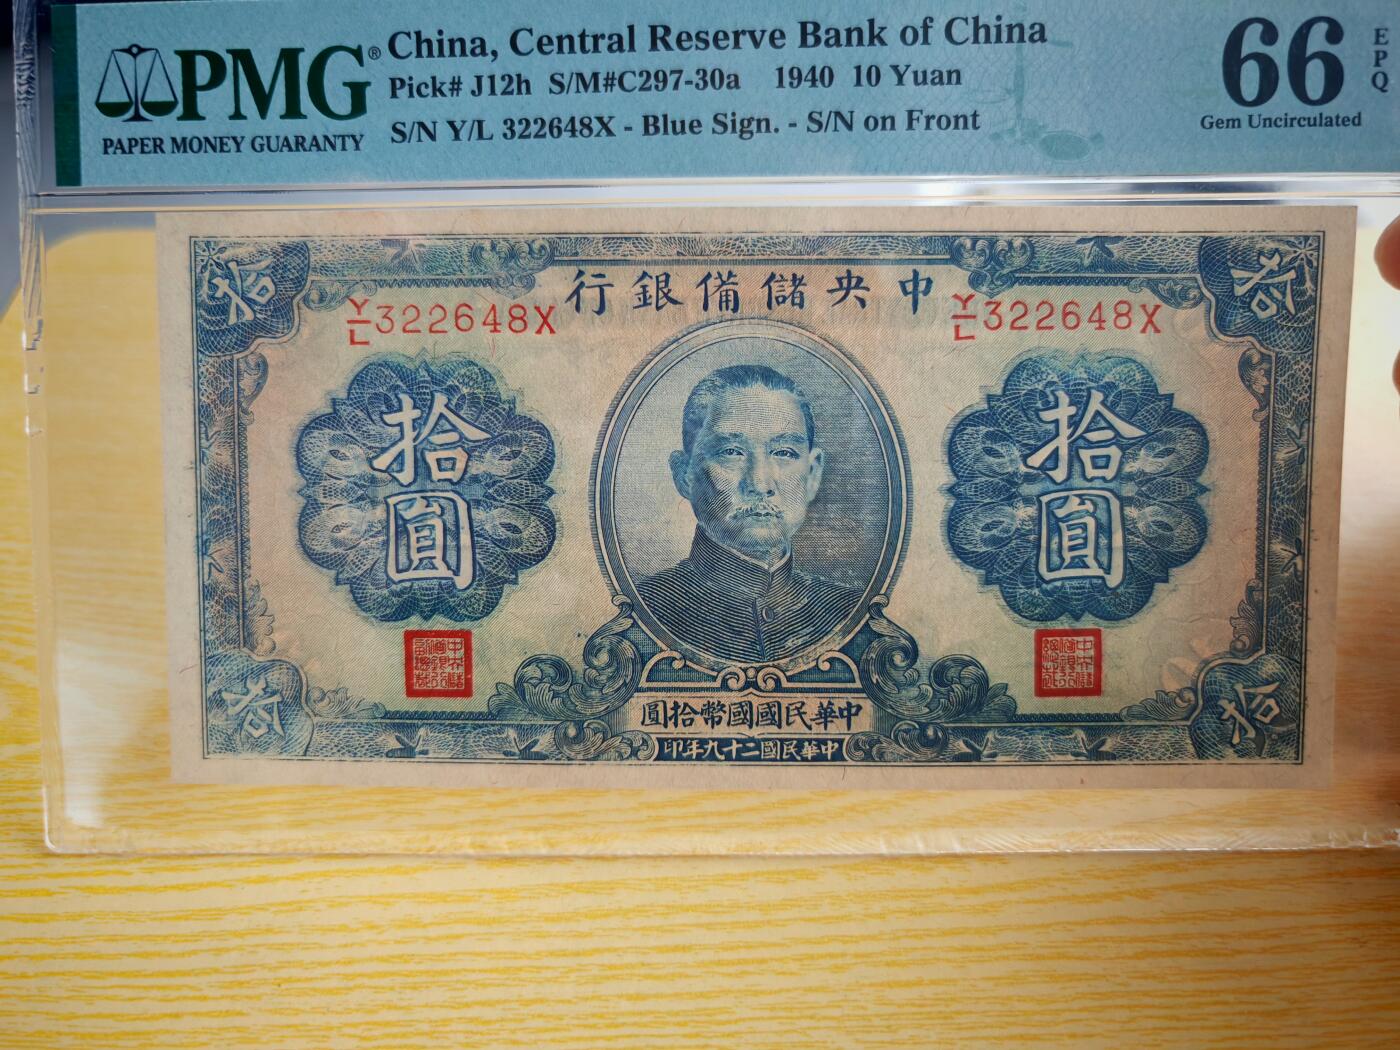 PMG®
PAPER MONEY GUARANTY
China, Central Reserve Bank of China
Pick# J12h S/M#C297-30a 1940 10 Yuan
S/N Y/L 322648X - Blue Sign. - S/N on Front
66
EPQ
Gem Uncirculated
拾
行銀備儲央中
拾
Y/L322648X
Y/L322648X
拾圓
拾圓
圓拾幣國國民華中
印年九十二國民華中
拾
拾